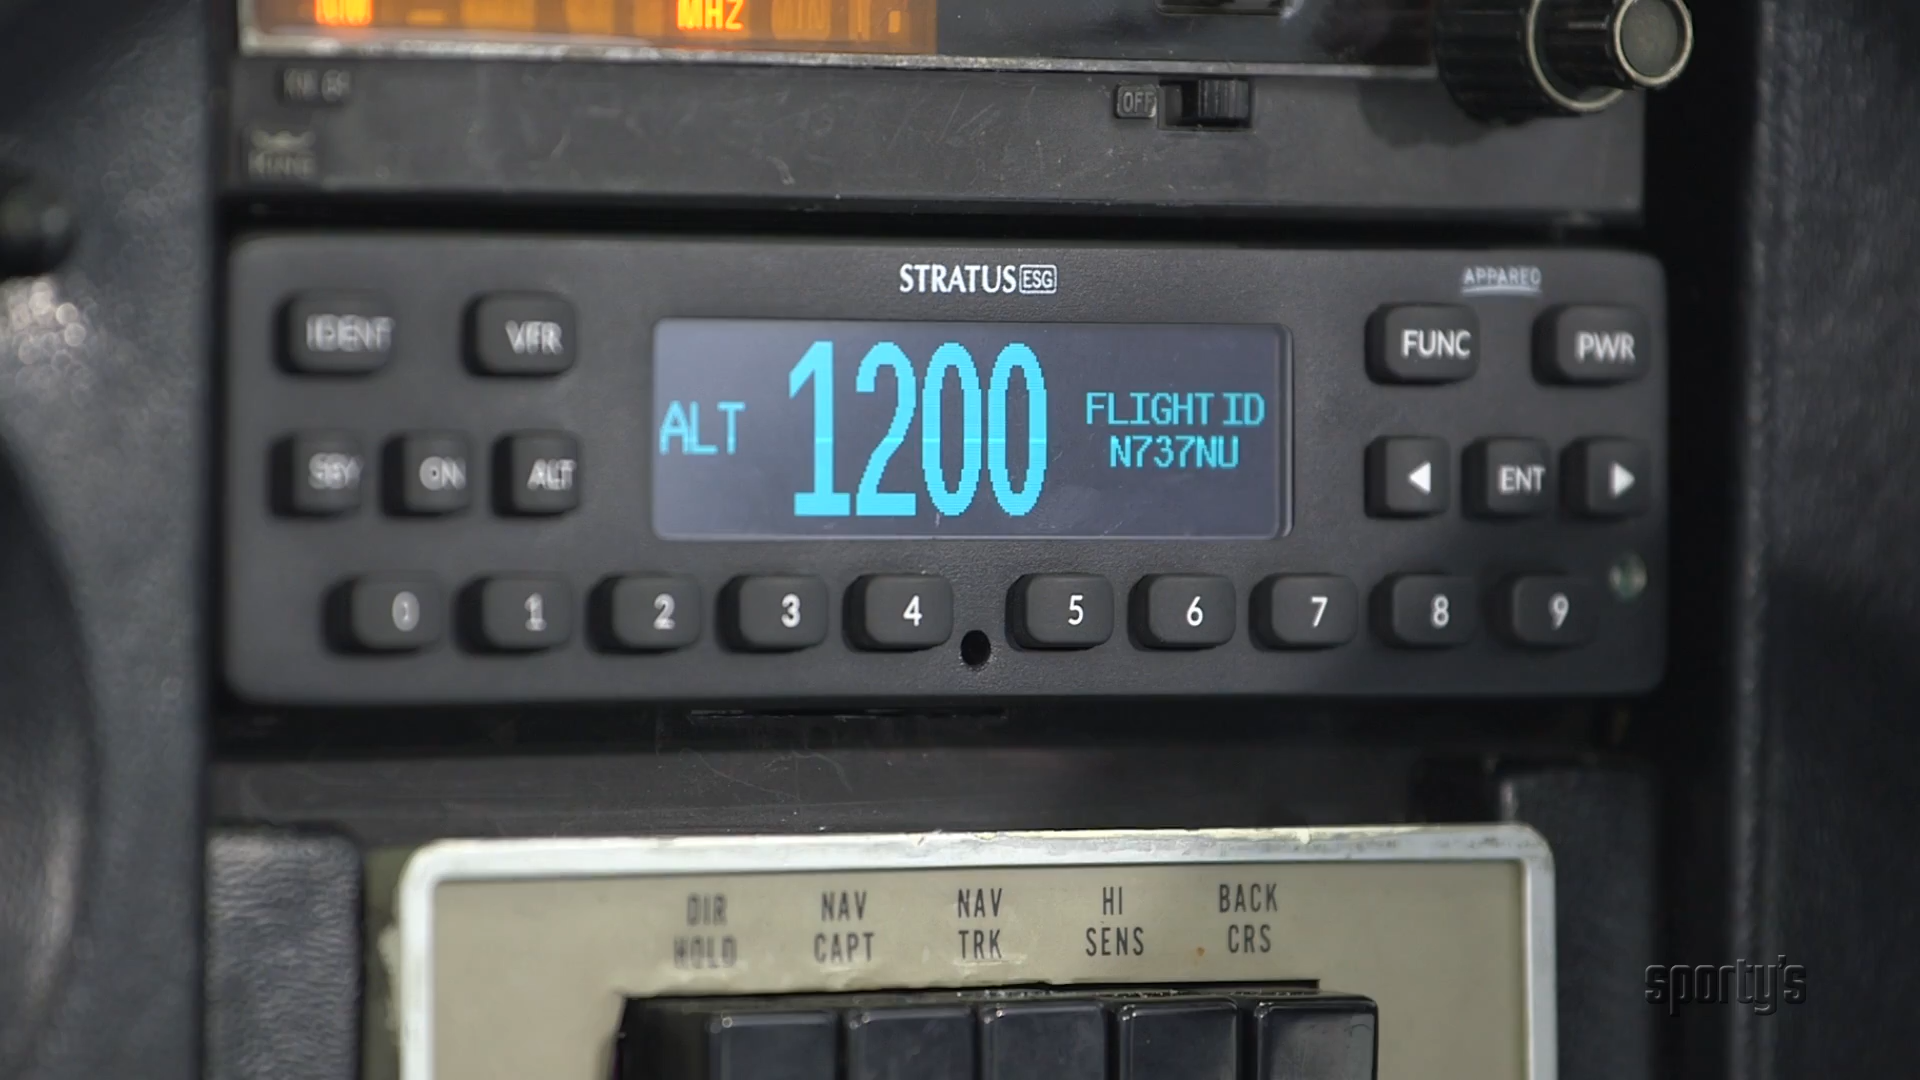 MHZ
OFF
KING
STRATUS ESG
APPAREO
IDENT
VFR
FUNC
PWR
ALT
1200
FLIGHT ID
N737NU
SBY
ON
ALT
ENT
0
1
2
3
4
5
6
7
8
9
DIR
HOLD
NAV
CAPT
NAV
TRK
HI
SENS
BACK
CRS
sporty's